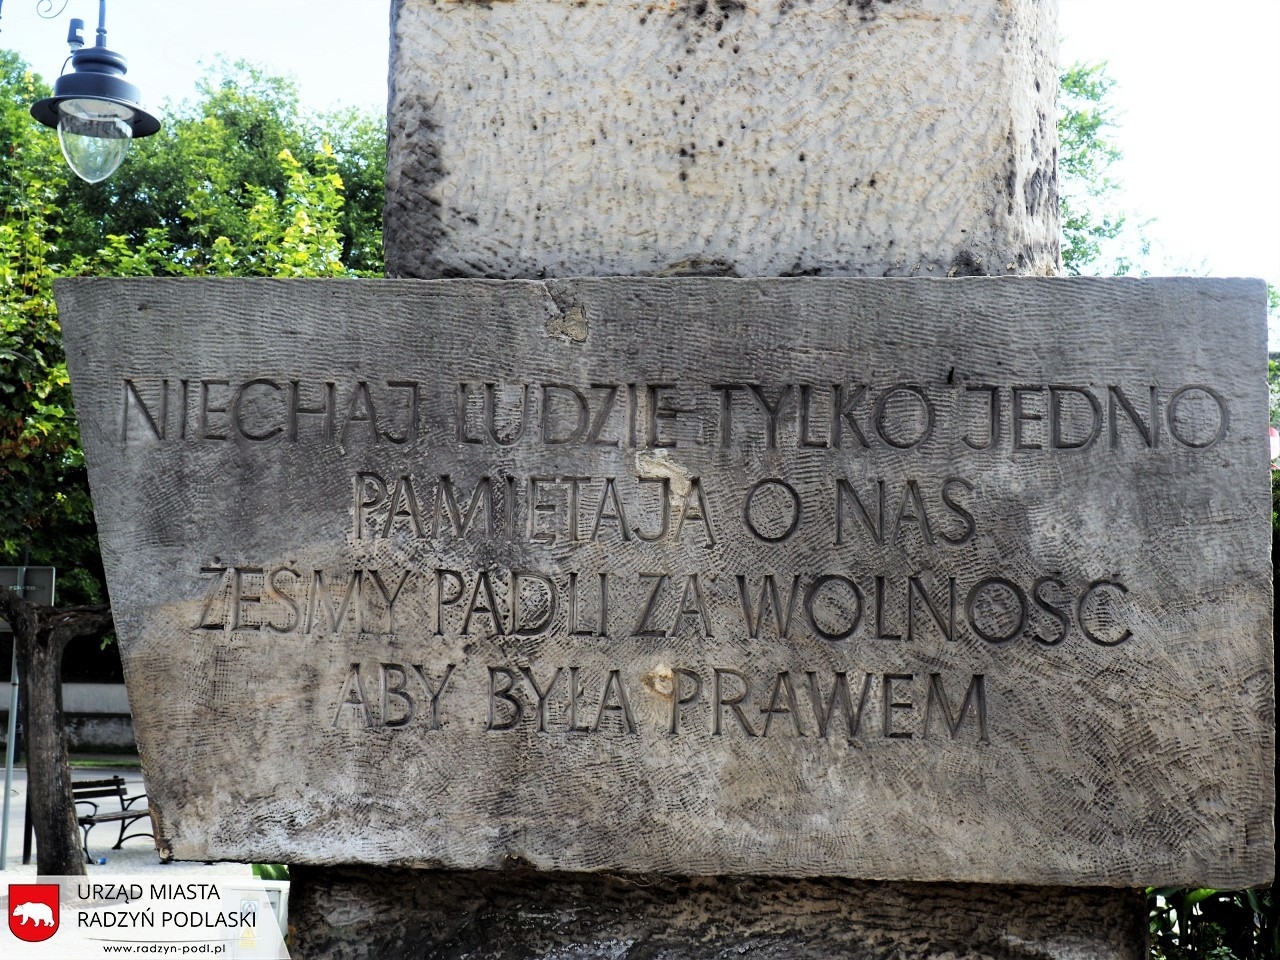 NIECHAJ LUDZIE TYLKO JEDNO
PAMIĘTAJĄ O NAS
ŻEŚMY PADLI ZA WOLNOŚĆ
ABY BYŁA PRAWEM
URZĄD MIASTA
RADZYŃ PODLASKI
www.radzyn-podl.pl